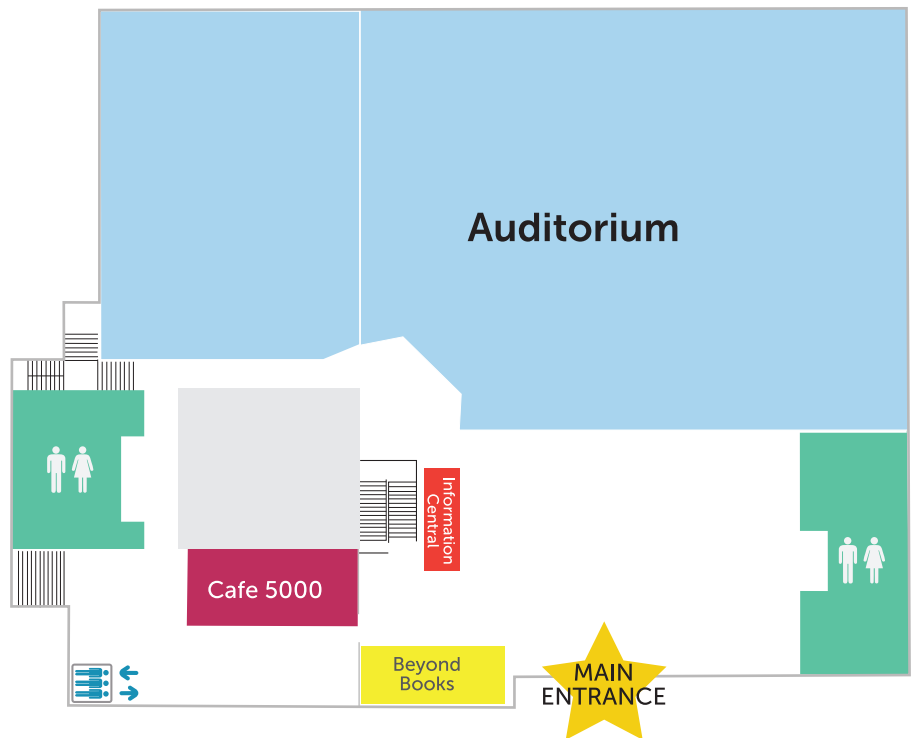 Auditorium
Information
Central
Cafe 5000
Beyond
Books
MAIN
ENTRANCE